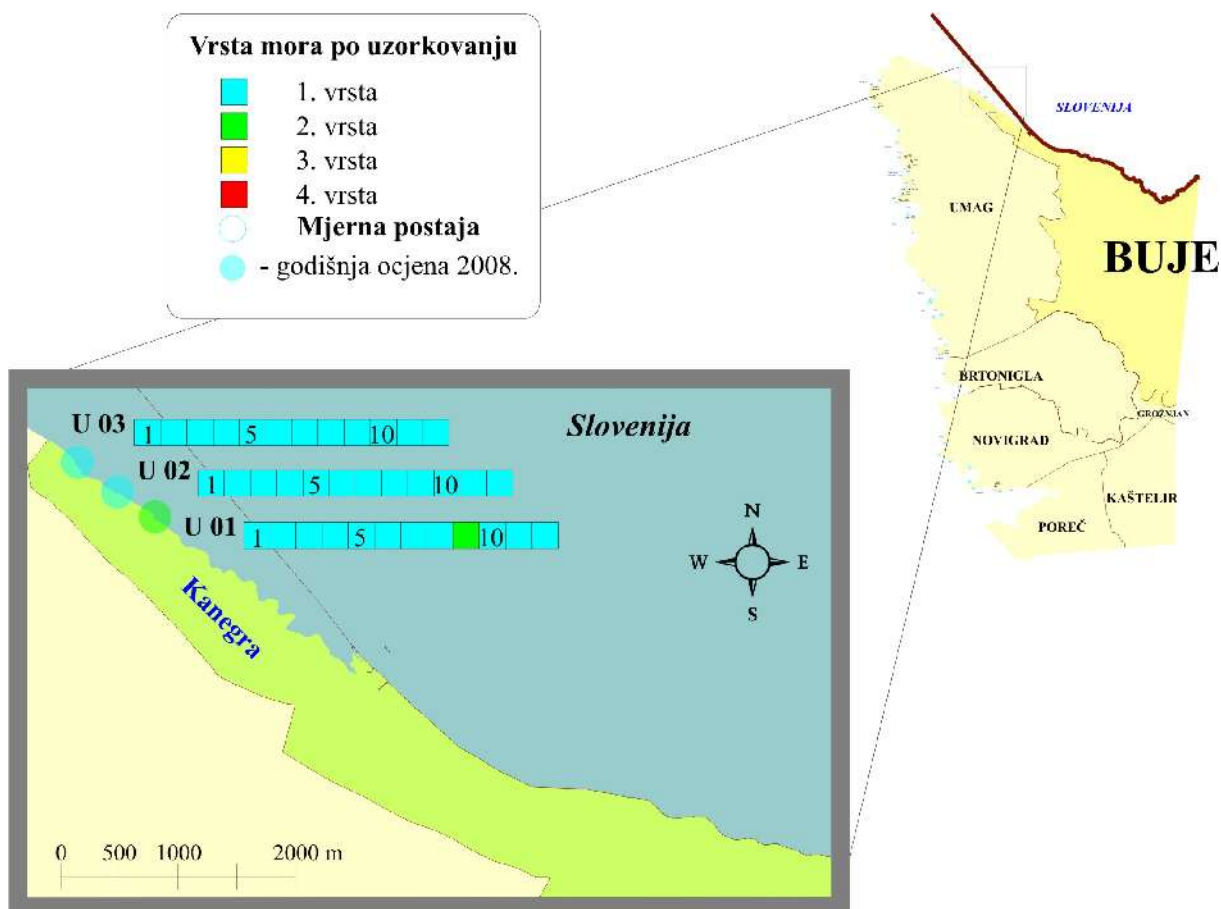 Vrsta mora po uzorkovanju
1. vrsta
2. vrsta
3. vrsta
4. vrsta
Mjerna postaja
- godišnja ocjena 2008.
SLOVENIJA
UMAG
BUJE
BRTONIGLA
GROŽNJAN
NOVIGRAD
KAŠTELIR
POREČ
U 03 1 5 10
Slovenija
U 02 1 5 10
U 01 1 5 10
N
W E
S
Kanegra
0 500 1000 2000 m